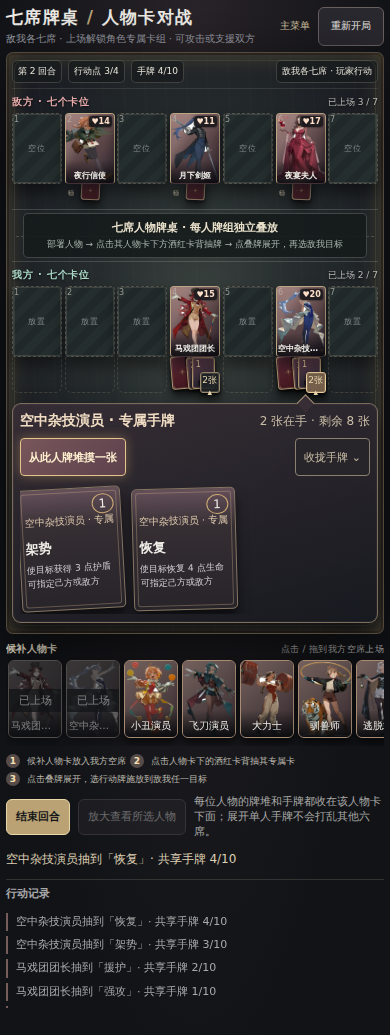 七席牌桌 / 人物卡对战
敌我各七席 · 上场解锁角色专属卡组 · 可攻击或支援双方
主菜单
重新开局
第 2 回合
行动点 3/4
手牌 4/10
敌我各七席 · 玩家行动
敌方 · 七个卡位
已上场 3 / 7
1
空位
♥14
夜行信使
3
空位
♥11
月下剑姬
5
空位
♥17
夜宴夫人
7
空位
七席人物牌桌 · 每人牌组独立叠放
部署人物 → 点击其人物卡下方酒红卡背抽牌 → 点卡牌展开，再选敌我目标
我方 · 七个卡位
已上场 2 / 7
1
放置
2
放置
3
放置
♥15
马戏团团长
5
放置
♥20
空中杂技...
7
放置
1
2张
1
2张
空中杂技演员 · 专属手牌
2 张在手 · 剩余 8 张
从此人牌堆摸一张
收拢手牌 ⌄
1
空中杂技演员 · 专属
架势
使目标获得 3 点护盾
可指定己方或敌方
1
空中杂技演员 · 专属
恢复
使目标恢复 4 点生命
可指定己方或敌方
候补人物卡
点击 / 拖到我方空席上场
已上场
马戏团...
已上场
空中杂...
小丑演员
飞刀演员
大力士
驯兽师
逃脱
1 候补人物卡放入我方空席 2 点击人物卡下的酒红卡背抽其专属卡
3 点击叠牌展开，选行动牌施放到敌我任一目标
结束回合
放大查看所选人物
每位人物的牌堆和手牌都收在该人物卡
下面；展开单人手牌不会打乱其他六
席。
空中杂技演员抽到「恢复」· 共享手牌 4/10
行动记录
空中杂技演员抽到「恢复」· 共享手牌 4/10
空中杂技演员抽到「架势」· 共享手牌 3/10
马戏团团长抽到「援护」· 共享手牌 2/10
马戏团团长抽到「强攻」· 共享手牌 1/10